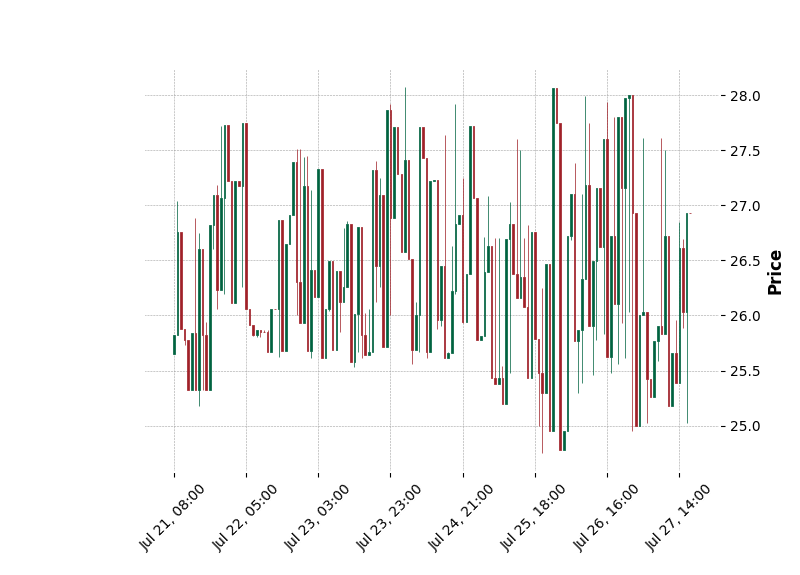 28.0
27.5
27.0
26.5
26.0
25.5
25.0
Price
Jul 21, 08:00
Jul 22, 05:00
Jul 23, 03:00
Jul 23, 23:00
Jul 24, 21:00
Jul 25, 18:00
Jul 26, 16:00
Jul 27, 14:00